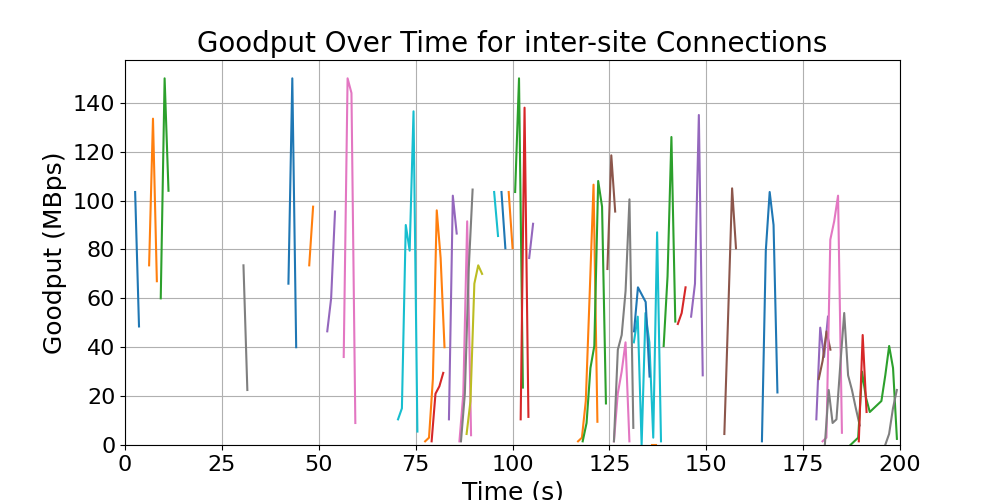 Goodput Over Time for inter-site Connections
Goodput (MBps)
140
120
100
80
60
40
20
0
0 25 50 75 100 125 150 175 200
Time (s)